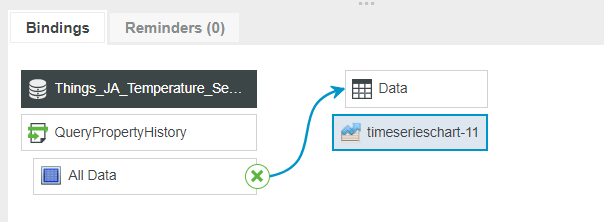 Bindings
Reminders (0)
Things_JA_Temperature_Se...
Data
QueryPropertyHistory
timeserieschart-11
All Data